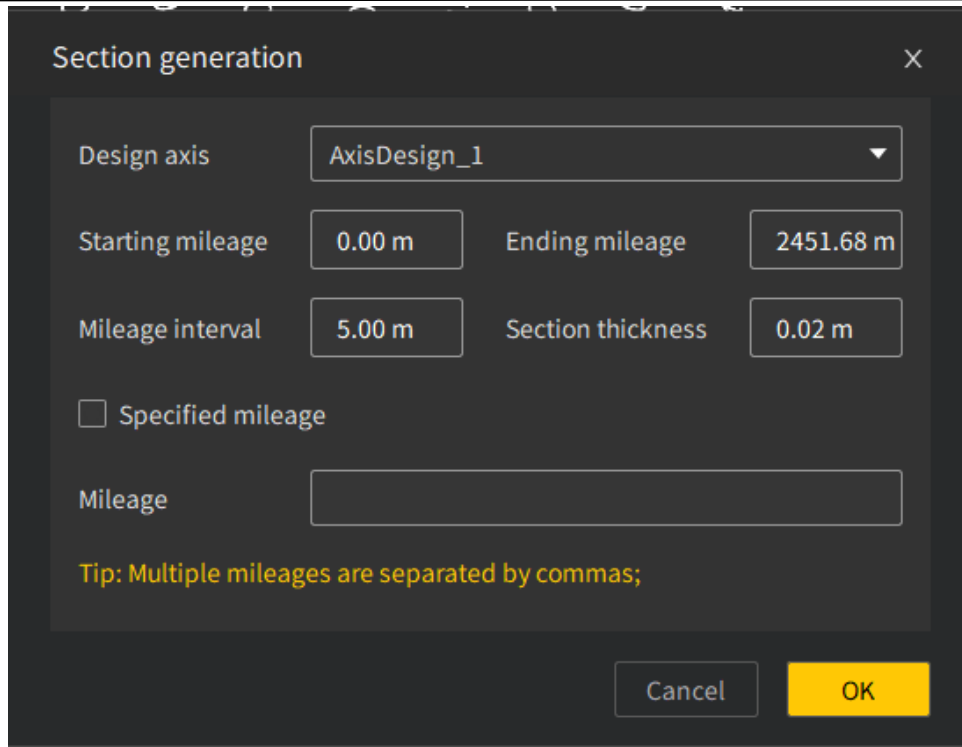 Section generation
Design axis AxisDesign_1
Starting mileage 0.00 m Ending mileage 2451.68 m
Mileage interval 5.00 m Section thickness 0.02 m
Specified mileage
Mileage
Tip: Multiple mileages are separated by commas;
Cancel OK